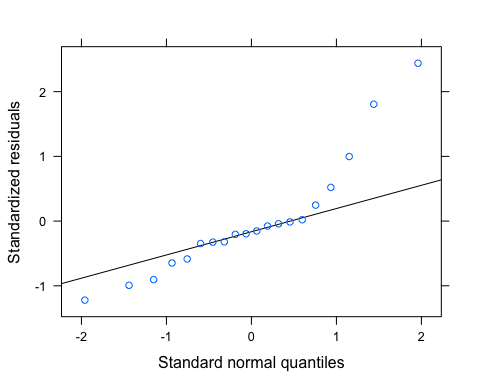 Standardized residuals
2
1
0
-1
-2 -1 0 1 2
Standard normal quantiles